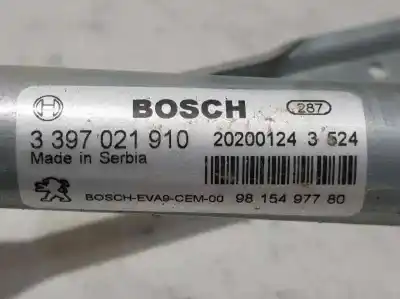 BOSCH 287
3 397 021 910 20200124 3 524
Made in Serbia
BOSCH-EVA9-CEM-00 98 154 977 80